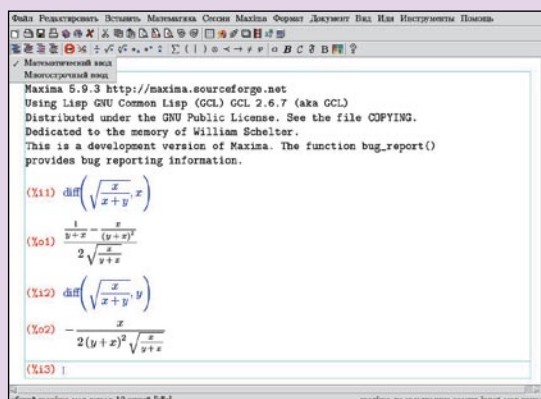 Файл Редактировать Вставить Математика Сессия Maxima Формат Документ Вид Иди Инструменты Помощь
✓ Математический ввод
Многострочный ввод
Maxima 5.9.3 http://maxima.sourceforge.net
Using Lisp GNU Common Lisp (GCL) GCL 2.6.7 (aka GCL)
Distributed under the GNU Public License. See the file COPYING.
Dedicated to the memory of William Schelter.
This is a development version of Maxima. The function bug_report()
provides bug reporting information.
(%i1) diff(√(x/(x+y)), x)
(%o1) (1/(y+x) − x/(y+x)²)/(2√(x/(y+x)))
(%i2) diff(√(x/(x+y)), y)
(%o2) −x/(2(y+x)²√(x/(y+x)))
(%i3)